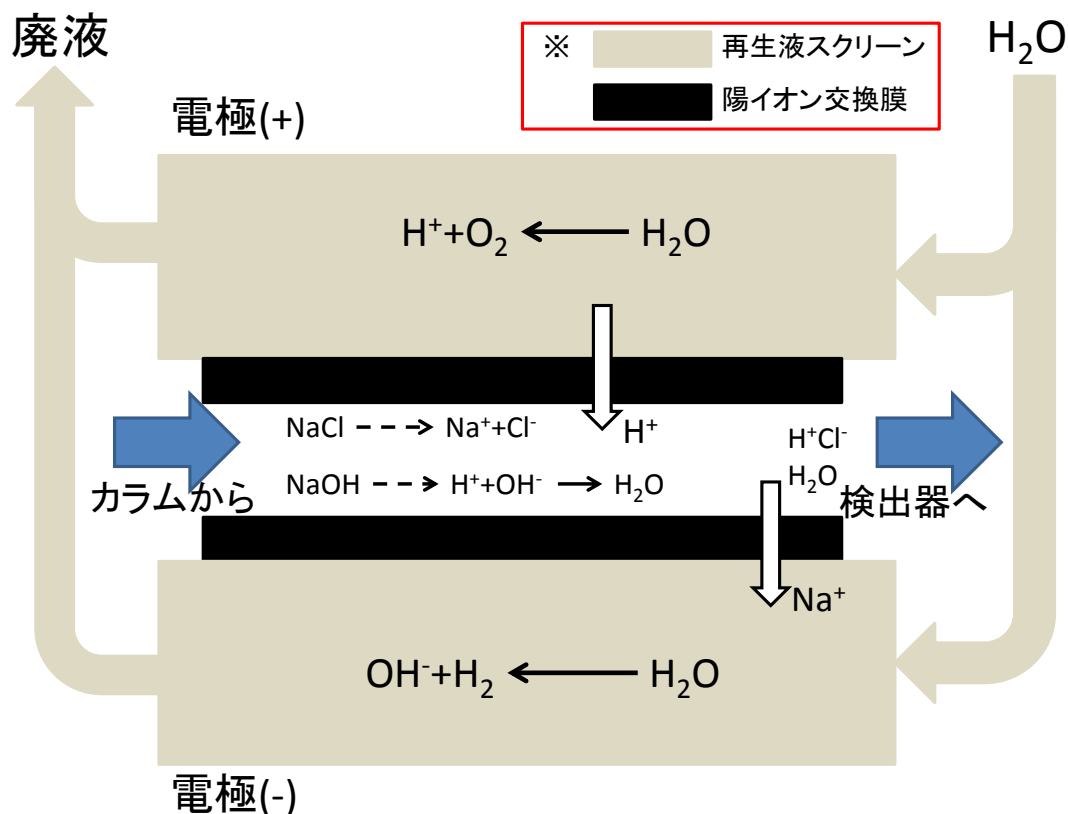 廃液
※ 再生液スクリーン
陽イオン交換膜
H₂O
電極(+)
H⁺+O₂ ← H₂O
NaCl ⇢ Na⁺+Cl⁻
H⁺
H⁺Cl⁻
NaOH ⇢ H⁺+OH⁻ → H₂O
H₂O
カラムから
検出器へ
Na⁺
OH⁻+H₂ ← H₂O
電極(-)